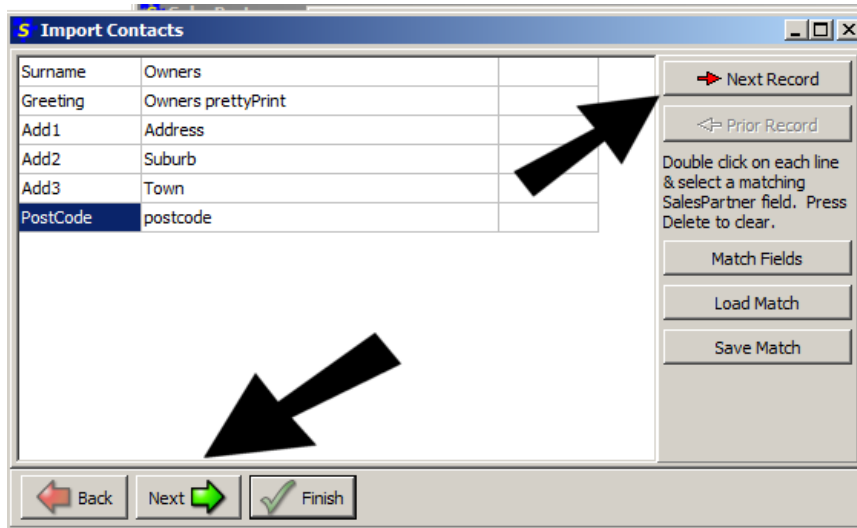 S Import Contacts
Surname Owners
Greeting Owners prettyPrint
Add1 Address
Add2 Suburb
Add3 Town
PostCode postcode
Next Record
Prior Record
Double click on each line
& select a matching
SalesPartner field. Press
Delete to clear.
Match Fields
Load Match
Save Match
Back Next Finish